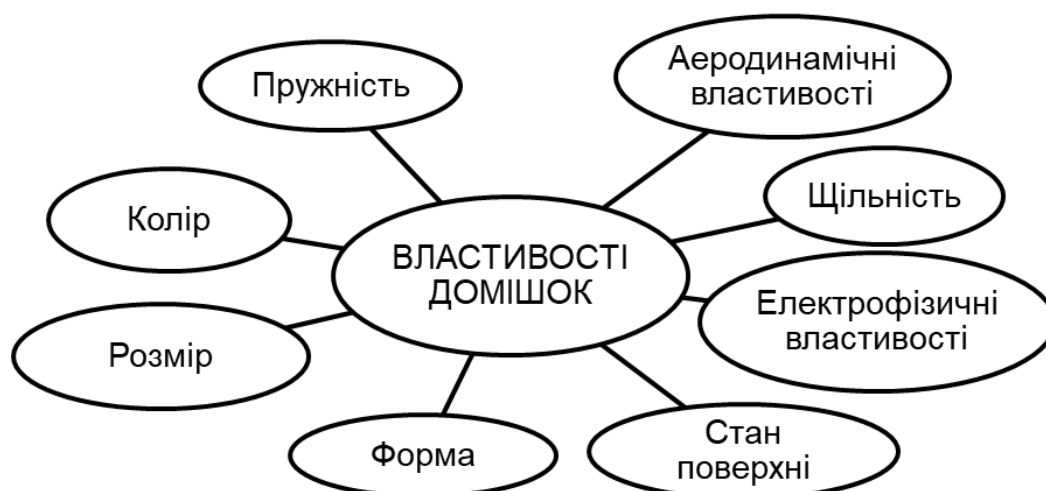 Пружність
Аеродинамічні
властивості
Колір
Щільність
ВЛАСТИВОСТІ
ДОМІШОК
Розмір
Електрофізичні
властивості
Форма
Стан
поверхні